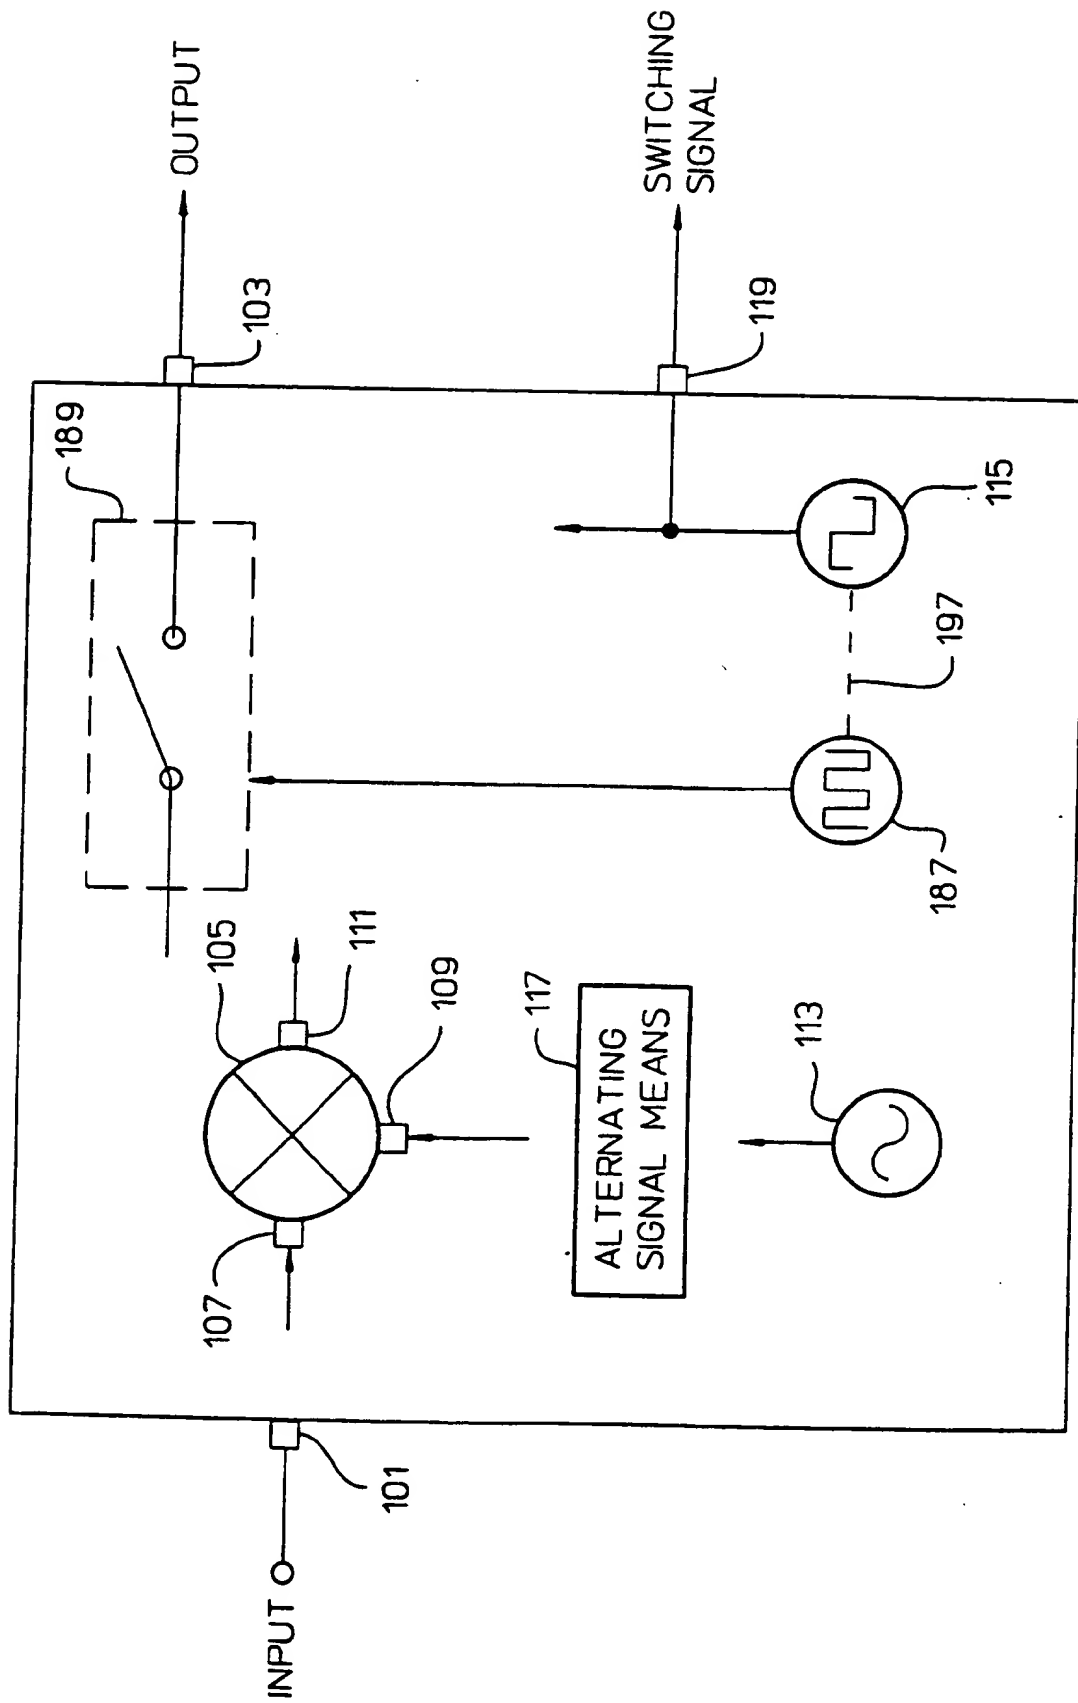 INPUT
101
107
105
111
109
117
ALTERNATING
SIGNAL MEANS
113
189
103
OUTPUT
187
197
115
119
SWITCHING
SIGNAL